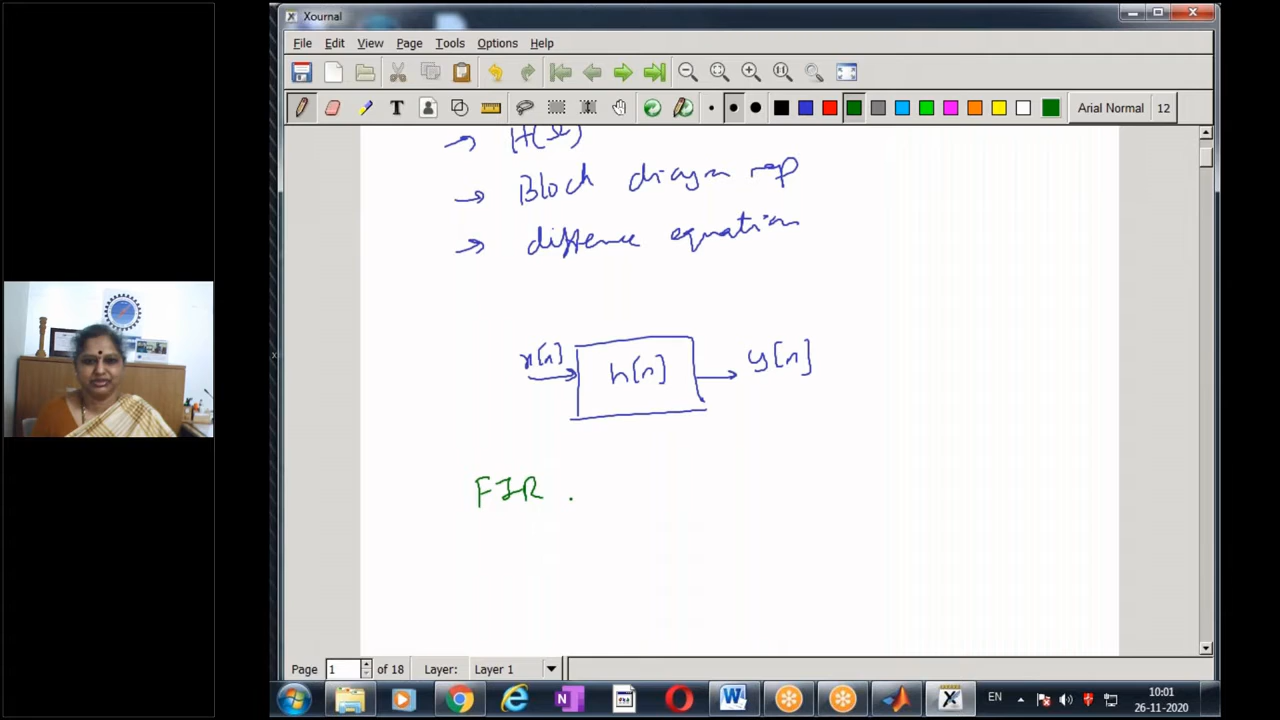 Xournal
File Edit View Page Tools Options Help
Arial Normal 12
→ H(Ω)
→ Block diagram rep
→ difference equation
x[n] h[n] y[n]
FIR .
Page 1 of 18 Layer: Layer 1
EN 10:01
26-11-2020